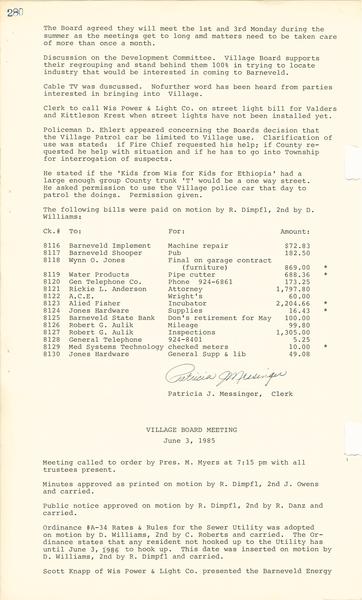 280
The Board agreed they will meet the 1st and 3rd Monday during the
summer as the meetings get to long amd matters need to be taken care
of more than once a month.
Discussion on the Development Committee. Village Board supports
their regrouping and stand behind them 100% in trying to locate
industry that would be interested in coming to Barneveld.
Cable TV was duscussed. Nofurther word has been heard from parties
interested in bringing into Village.
Clerk to call Wis Power & Light Co. on street light bill for Valders
and Kittleson Krest when street lights have not been installed yet.
Policeman D. Ehlert appeared concerning the Boards decision that
the Village Patrol car be limited to Village use. Clarification of
use was stated: if Fire Chief requested his help; if County re-
quested he help with situation and if he has to go into Township
for interrogation of suspects.
He stated if the 'Kids from Wis for Kids for Ethiopia' had a
large enough group County trunk 'T' would be a one way street.
He asked permission to use the Village police car that day to
patrol the doings. Permission given.
The following bills were paid on motion by R. Dimpfl, 2nd by D.
Williams:
Ck.# To: For: Amount:
8116 Barneveld Implement Machine repair $72.83
8117 Barneveld Shopper Pub 182.50
8118 Wynn O. Jones Final on garage contract
(furniture) 869.00 *
8119 Water Products Pipe cutter 688.36 *
8120 Gen Telephone Co. Phone 924-6861 173.25
8121 Rickie L. Anderson Attorney 1,797.80
8122 A.C.E. Wright's 60.00
8123 Alied Fisher Incubator 2,204.66 *
8124 Jones Hardware Supplies 16.43 *
8125 Barneveld State Bank Don's retirement for May 100.00
8126 Robert G. Aulik Mileage 99.80
8127 Robert G. Aulik Inspections 1,305.00
8128 General Telephone 924-8401 5.25
8129 Med Systems Technology checked meters 10.00 *
8130 Jones Hardware General Supp & lib 49.08
Patricia J Messinger
Patricia J. Messinger, Clerk
VILLAGE BOARD MEETING
June 3, 1985
Meeting called to order by Pres. M. Myers at 7:15 pm with all
trustees present.
Minutes approved as printed on motion by R. Dimpfl, 2nd J. Owens
and carried.
Public notice approved on motion by R. Dimpfl, 2nd by R. Danz and
carried.
Ordinance #A-34 Rates & Rules for the Sewer Utility was adopted
on motion by D. Williams, 2nd by C. Roberts and carried. The Or-
dinance states that any resident not hooked up to the Utility has
until June 3, 1986 to hook up. This date was inserted on motion by
D. Williams, 2nd by R. Dimpfl and carried.
Scott Knapp of Wis Power & Light Co. presented the Barneveld Energy